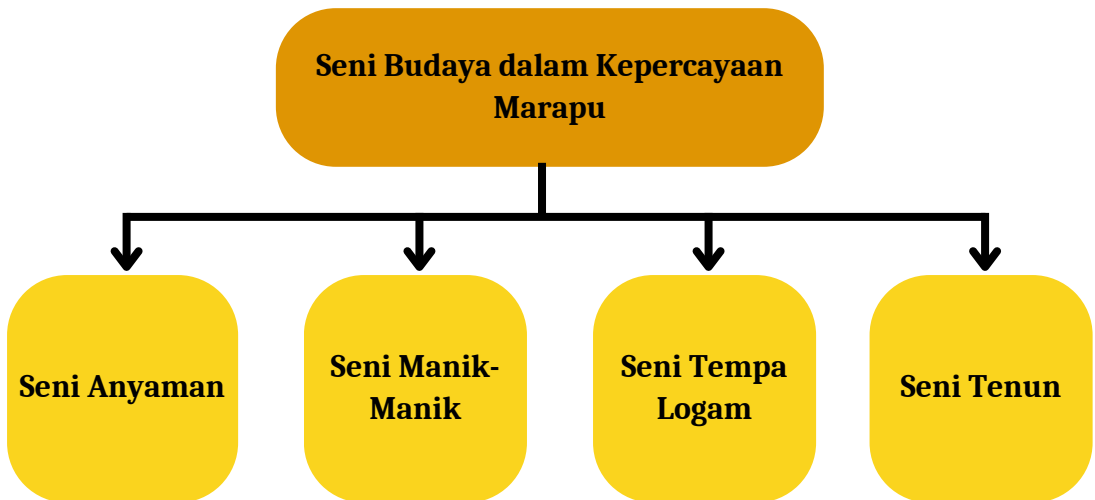 Seni Budaya dalam Kepercayaan
Marapu
Seni Anyaman
Seni Manik-
Manik
Seni Tempa
Logam
Seni Tenun